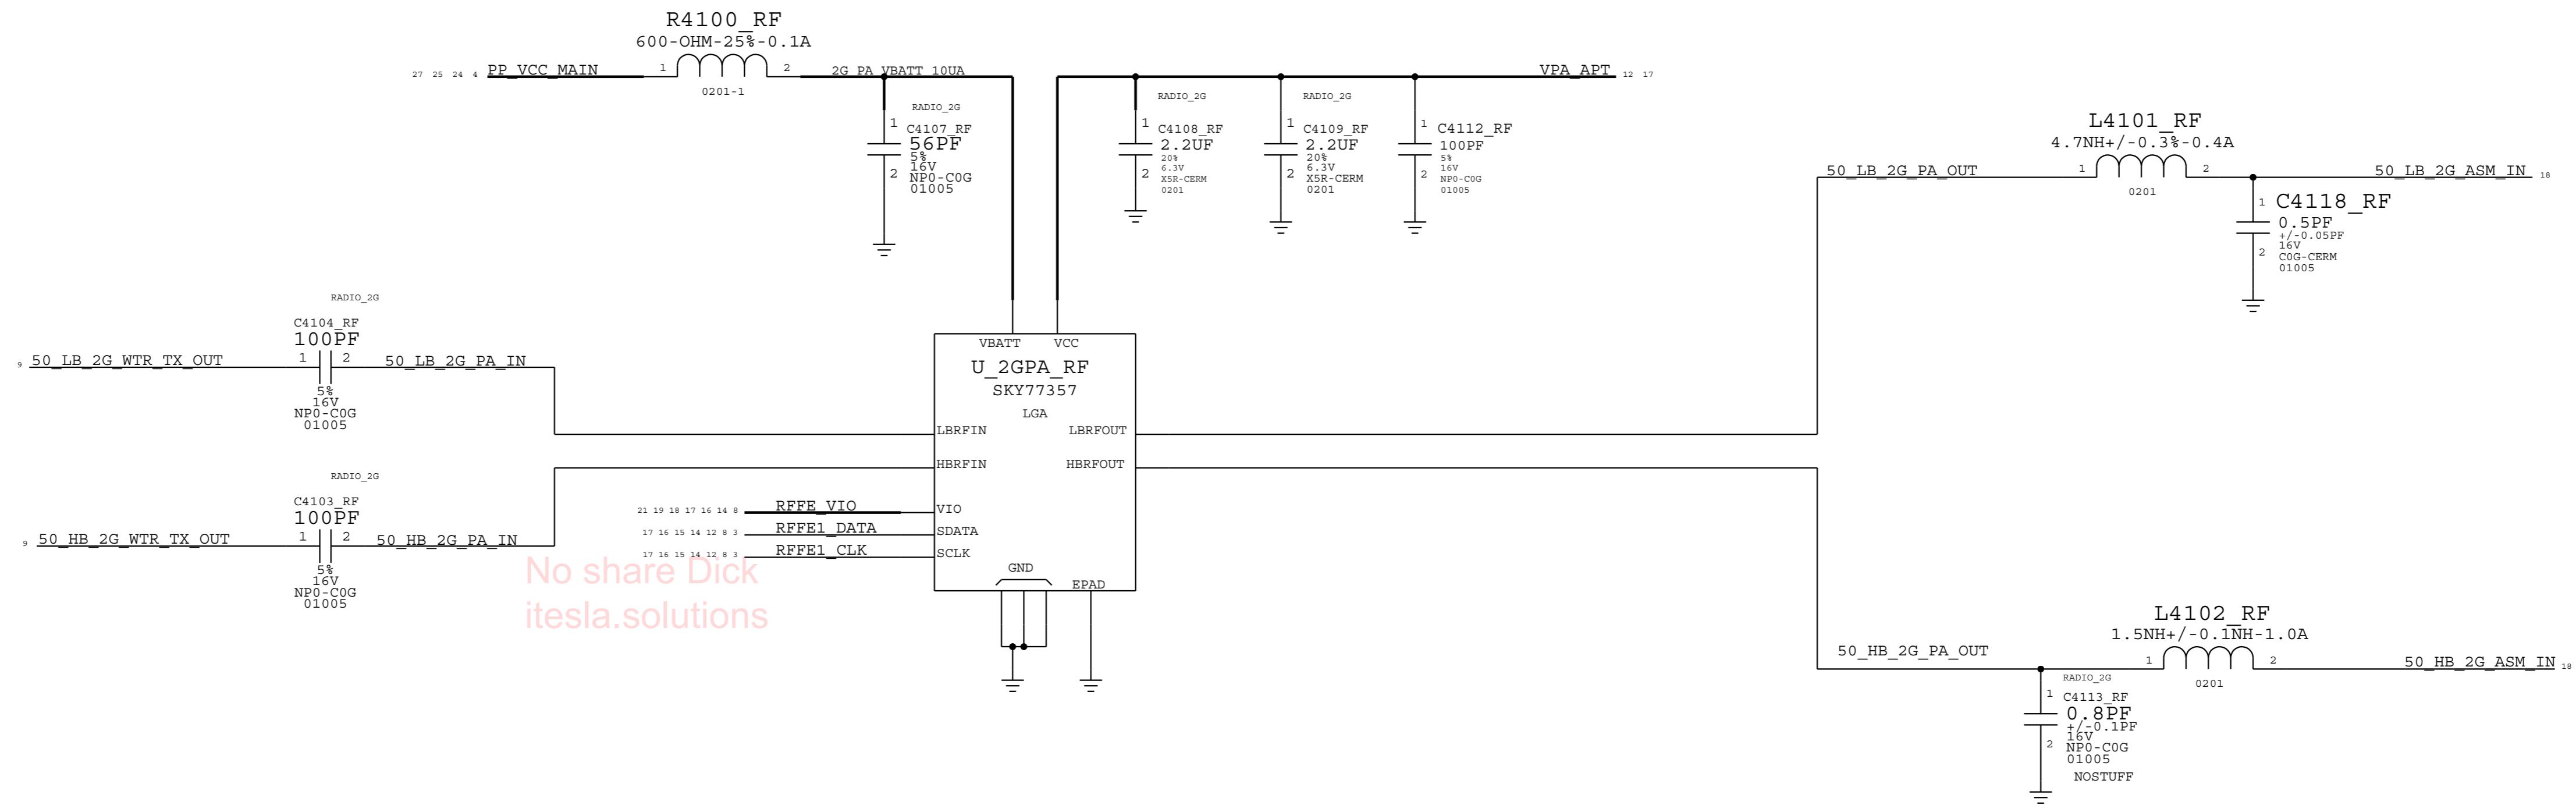 R4100_RF
600-OHM-25%-0.1A
27 25 24 4 PP_VCC_MAIN 1 2 2G_PA_VBATT_10UA
0201-1
RADIO_2G
1 C4107_RF
56PF
5%
16V
2 NP0-C0G
01005
VPA_APT 12 17
RADIO_2G
1 C4108_RF
2.2UF
20%
6.3V
2 X5R-CERM
0201
RADIO_2G
1 C4109_RF
2.2UF
20%
6.3V
2 X5R-CERM
0201
1 C4112_RF
100PF
5%
16V
2 NP0-C0G
01005
L4101_RF
4.7NH+/-0.3%-0.4A
50_LB_2G_PA_OUT 1 2 50_LB_2G_ASM_IN 18
0201
1 C4118_RF
0.5PF
+/-0.05PF
16V
2 C0G-CERM
01005
RADIO_2G
C4104_RF
100PF
9 50_LB_2G_WTR_TX_OUT 1 2 50_LB_2G_PA_IN
5%
16V
NP0-C0G
01005
RADIO_2G
C4103_RF
100PF
9 50_HB_2G_WTR_TX_OUT 1 2 50_HB_2G_PA_IN
5%
16V
NP0-C0G
01005
VBATT VCC
U_2GPA_RF
SKY77357
LGA
LBRFIN LBRFOUT
HBRFIN HBRFOUT
21 19 18 17 16 14 8 RFFE_VIO VIO
17 16 15 14 12 8 3 RFFE1_DATA SDATA
17 16 15 14 12 8 3 RFFE1_CLK SCLK
GND EPAD
No share Dick
itesla.solutions
L4102_RF
1.5NH+/-0.1NH-1.0A
50_HB_2G_PA_OUT 1 2 50_HB_2G_ASM_IN 18
0201
RADIO_2G
1 C4113_RF
0.8PF
+/-0.1PF
16V
2 NP0-C0G
01005
NOSTUFF